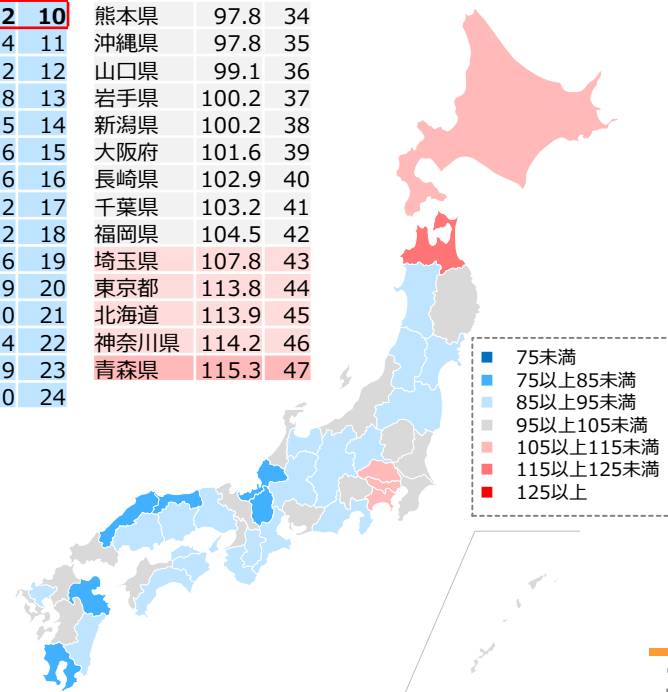 2 10
4 11
2 12
8 13
5 14
6 15
6 16
2 17
2 18
6 19
9 20
0 21
4 22
9 23
0 24
熊本県 97.8 34
沖縄県 97.8 35
山口県 99.1 36
岩手県 100.2 37
新潟県 100.2 38
大阪府 101.6 39
長崎県 102.9 40
千葉県 103.2 41
福岡県 104.5 42
埼玉県 107.8 43
東京都 113.8 44
北海道 113.9 45
神奈川県 114.2 46
青森県 115.3 47
75未満
75以上85未満
85以上95未満
95以上105未満
105以上115未満
115以上125未満
125以上